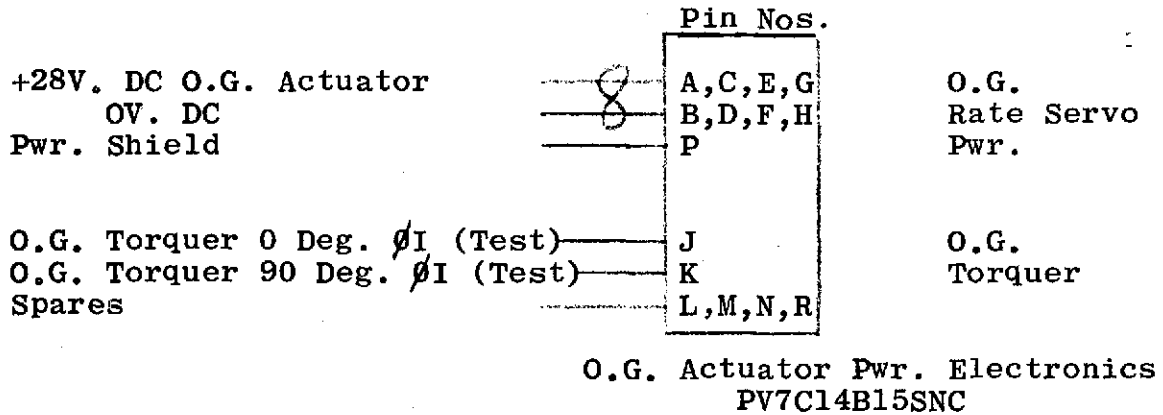 Pin Nos.
+28V. DC O.G. Actuator A,C,E,G O.G.
OV. DC B,D,F,H Rate Servo
Pwr. Shield P Pwr.
O.G. Torquer 0 Deg. ØI (Test) J O.G.
O.G. Torquer 90 Deg. ØI (Test) K Torquer
Spares L,M,N,R
O.G. Actuator Pwr. Electronics
PV7C14B15SNC